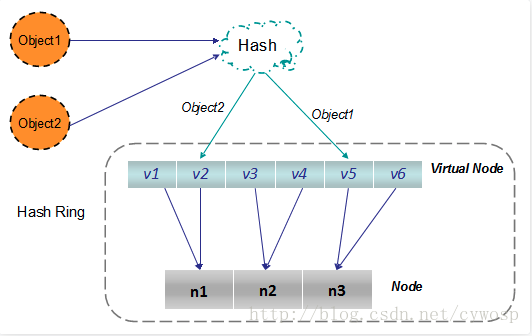 Object1
Hash
Object2
Object2
Object1
v1 v2 v3 v4 v5 v6
Virtual Node
Hash Ring
n1 n2 n3
Node
http://blog.csdn.net/cywosp